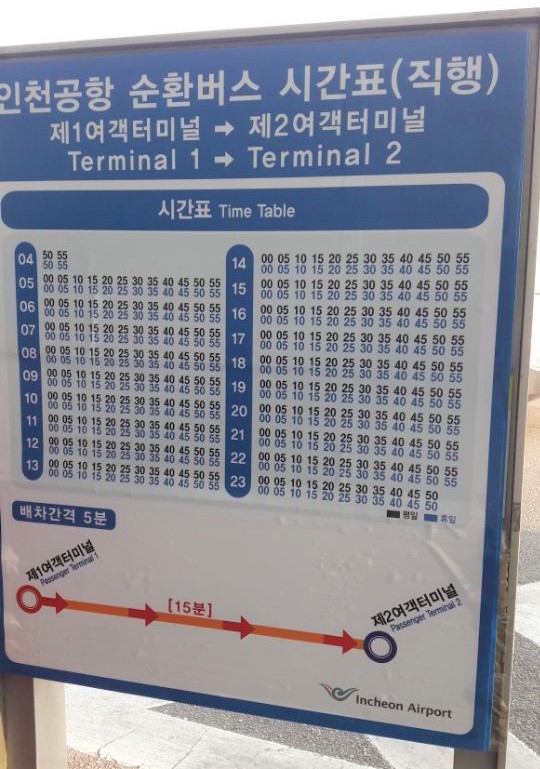 인천공항 순환버스 시간표(직행)
제1여객터미널 ➡ 제2여객터미널
Terminal 1 ➡ Terminal 2
시간표 Time Table
04 50 55
50 55
05 00 05 10 15 20 25 30 35 40 45 50 55
00 05 10 15 20 25 30 35 40 45 50 55
06 00 05 10 15 20 25 30 35 40 45 50 55
00 05 10 15 20 25 30 35 40 45 50 55
07 00 05 10 15 20 25 30 35 40 45 50 55
00 05 10 15 20 25 30 35 40 45 50 55
08 00 05 10 15 20 25 30 35 40 45 50 55
00 05 10 15 20 25 30 35 40 45 50 55
09 00 05 10 15 20 25 30 35 40 45 50 55
00 05 10 15 20 25 30 35 40 45 50 55
10 00 05 10 15 20 25 30 35 40 45 50 55
00 05 10 15 20 25 30 35 40 45 50 55
11 00 05 10 15 20 25 30 35 40 45 50 55
00 05 10 15 20 25 30 35 40 45 50 55
12 00 05 10 15 20 25 30 35 40 45 50 55
00 05 10 15 20 25 30 35 40 45 50 55
13 00 05 10 15 20 25 30 35 40 45 50 55
00 05 10 15 20 25 30 35 40 45 50 55
14 00 05 10 15 20 25 30 35 40 45 50 55
00 05 10 15 20 25 30 35 40 45 50 55
15 00 05 10 15 20 25 30 35 40 45 50 55
00 05 10 15 20 25 30 35 40 45 50 55
16 00 05 10 15 20 25 30 35 40 45 50 55
00 05 10 15 20 25 30 35 40 45 50 55
17 00 05 10 15 20 25 30 35 40 45 50 55
00 05 10 15 20 25 30 35 40 45 50 55
18 00 05 10 15 20 25 30 35 40 45 50 55
00 05 10 15 20 25 30 35 40 45 50 55
19 00 05 10 15 20 25 30 35 40 45 50 55
00 05 10 15 20 25 30 35 40 45 50 55
20 00 05 10 15 20 25 30 35 40 45 50 55
00 05 10 15 20 25 30 35 40 45 50 55
21 00 05 10 15 20 25 30 35 40 45 50 55
00 05 10 15 20 25 30 35 40 45 50 55
22 00 05 10 15 20 25 30 35 40 45 50 55
00 05 10 15 20 25 30 35 40 45 50 55
23 00 05 10 15 20 25 30 35 40 45 50
00 05 10 15 20 25 30 35 40 45 50
평일 휴일
배차간격 5분
제1여객터미널
Passenger Terminal 1
[15분]
제2여객터미널
Passenger Terminal 2
Incheon Airport